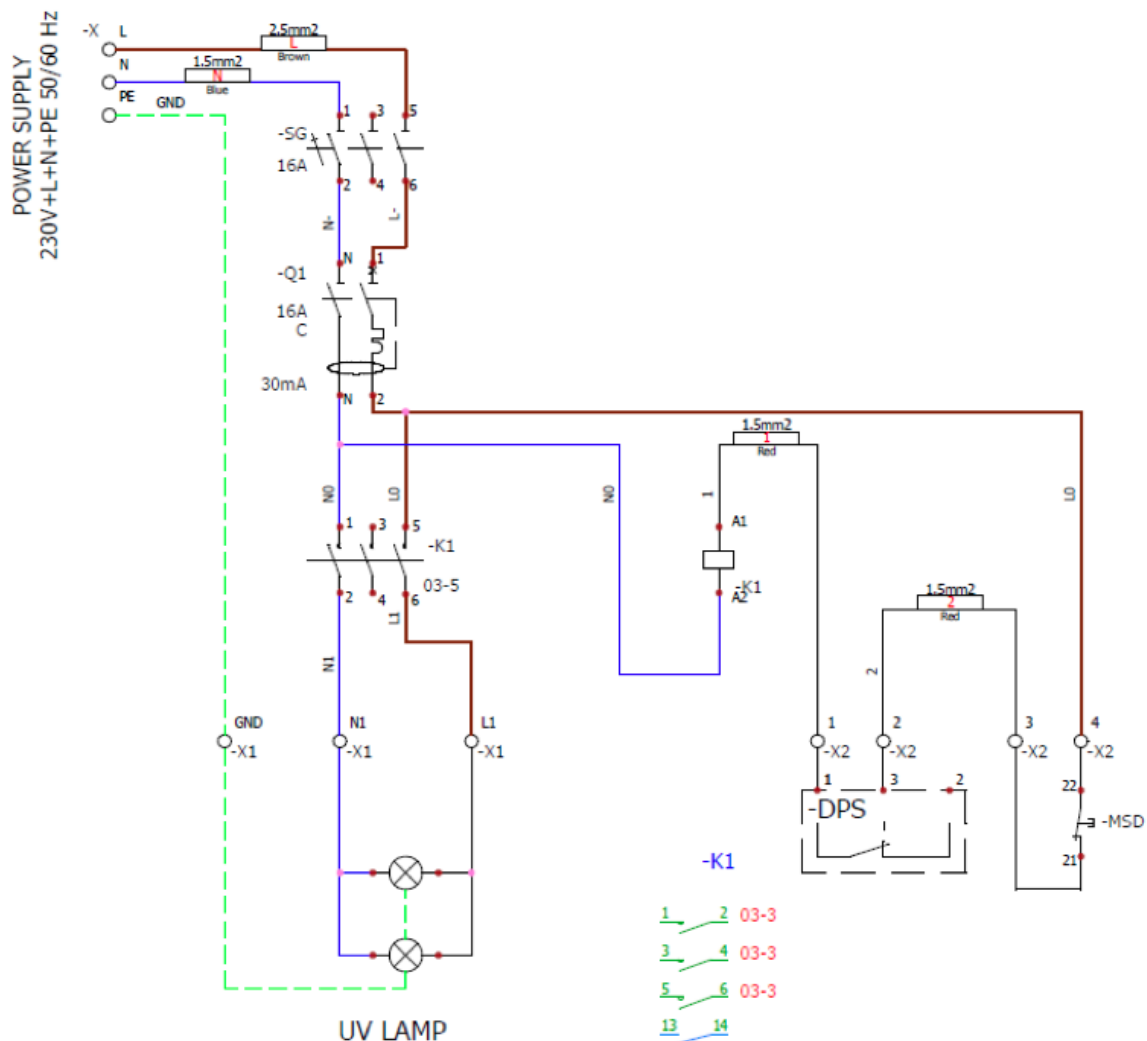 POWER SUPPLY
230V+L+N+PE 50/60 Hz
-X
L
2.5mm2
L
Brown
N
1.5mm2
N
Blue
PE
GND
1
3
5
-SG
16A
2
4
6
N-
L-
N
1
-Q1
16A
C
30mA
N
2
1.5mm2
1
Red
N0
L0
N0
1
L0
1
3
5
A1
-K1
03-5
-K1
A2
2
4
6
L1
1.5mm2
2
Red
N1
2
GND
-X1
N1
-X1
L1
-X1
1
-X2
2
-X2
3
-X2
4
-X2
1
3
2
22
-DPS
-MSD
21
-K1
1 2 03-3
3 4 03-3
5 6 03-3
13 14
UV LAMP